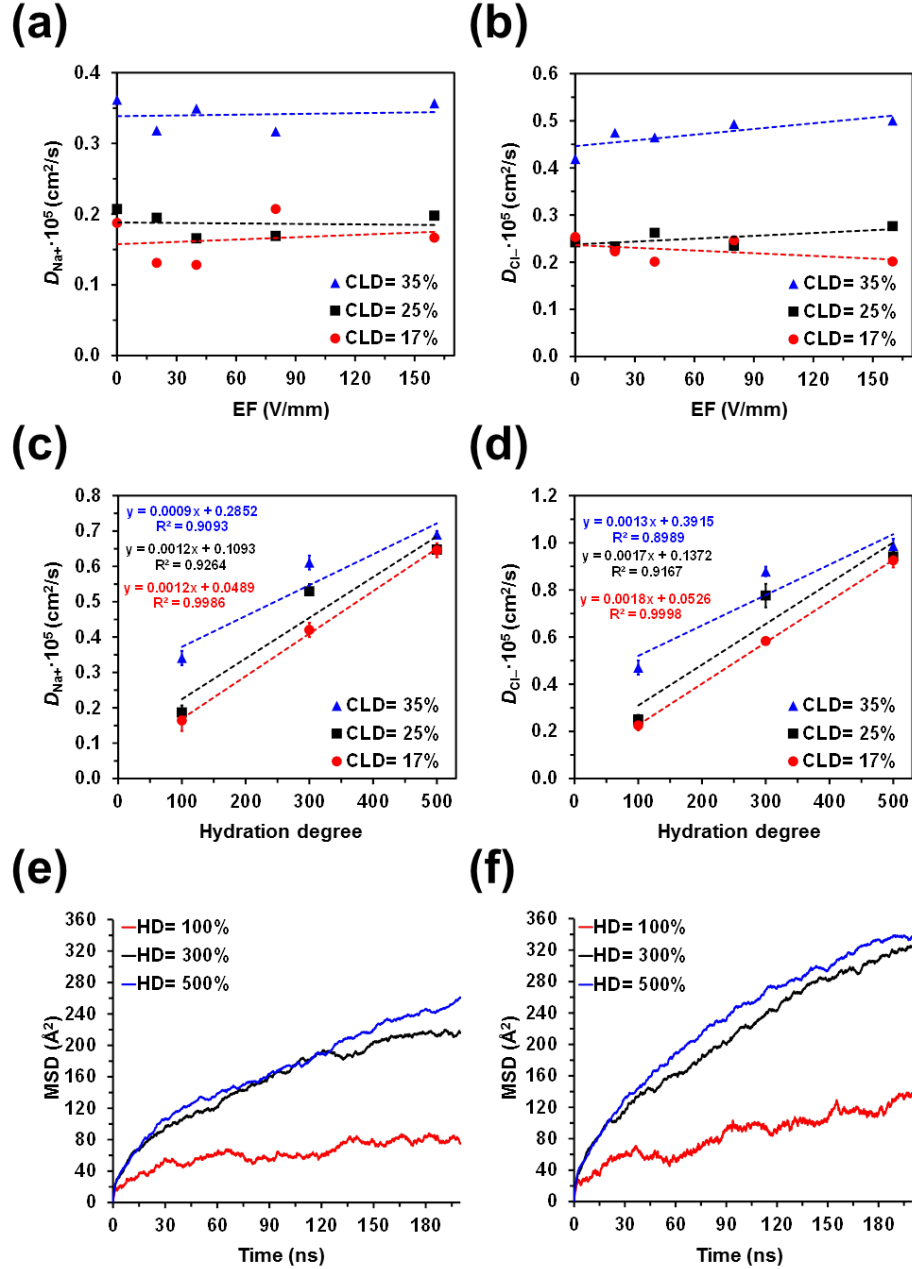 (a)
0.4
0.3
0.2
0.1
0.0
D_Na+·10⁵ (cm²/s)
CLD= 35%
CLD= 25%
CLD= 17%
0 30 60 90 120 150
EF (V/mm)
(b)
0.6
0.5
0.4
0.3
0.2
0.1
0.0
D_Cl–·10⁵ (cm²/s)
CLD= 35%
CLD= 25%
CLD= 17%
0 30 60 90 120 150
EF (V/mm)
(c)
0.8
0.7
0.6
0.5
0.4
0.3
0.2
0.1
0.0
D_Na+·10⁵ (cm²/s)
y = 0.0009x + 0.2852
R² = 0.9093
y = 0.0012x + 0.1093
R² = 0.9264
y = 0.0012x + 0.0489
R² = 0.9986
CLD= 35%
CLD= 25%
CLD= 17%
0 100 200 300 400 500
Hydration degree
(d)
1.2
1.0
0.8
0.6
0.4
0.2
0.0
D_Cl–·10⁵ (cm²/s)
y = 0.0013x + 0.3915
R² = 0.8989
y = 0.0017x + 0.1372
R² = 0.9167
y = 0.0018x + 0.0526
R² = 0.9998
CLD= 35%
CLD= 25%
CLD= 17%
0 100 200 300 400 500
Hydration degree
(e)
360
320
280
240
200
160
120
80
40
0
MSD (Å²)
HD= 100%
HD= 300%
HD= 500%
0 30 60 90 120 150 180
Time (ns)
(f)
360
320
280
240
200
160
120
80
40
0
MSD (Å²)
HD= 100%
HD= 300%
HD= 500%
0 30 60 90 120 150 180
Time (ns)